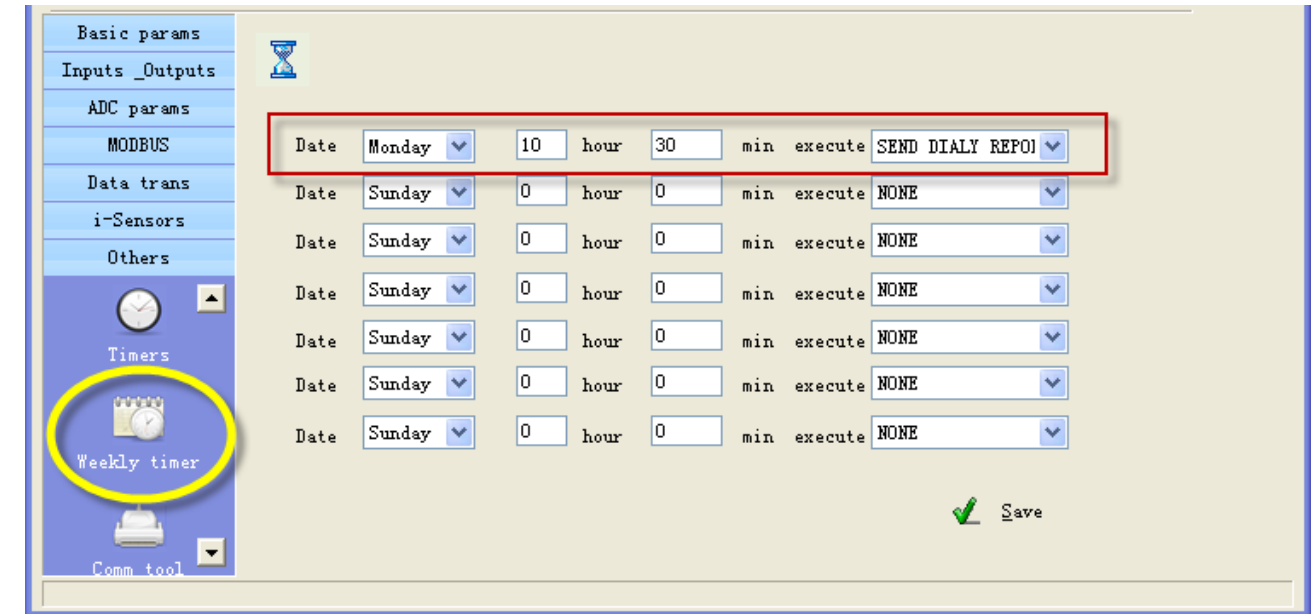 Basic params
Inputs _Outputs
ADC params
MODBUS
Data trans
i-Sensors
Others
Timers
Weekly timer
Comm tool
Date Monday 10 hour 30 min execute SEND DIALY REPO
Date Sunday 0 hour 0 min execute NONE
Date Sunday 0 hour 0 min execute NONE
Date Sunday 0 hour 0 min execute NONE
Date Sunday 0 hour 0 min execute NONE
Date Sunday 0 hour 0 min execute NONE
Date Sunday 0 hour 0 min execute NONE
Save